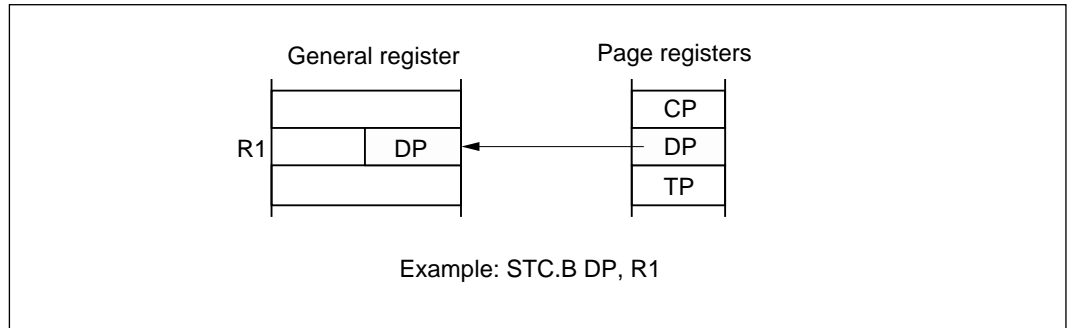 General register Page registers
CP
R1 DP DP
TP
Example: STC.B DP, R1